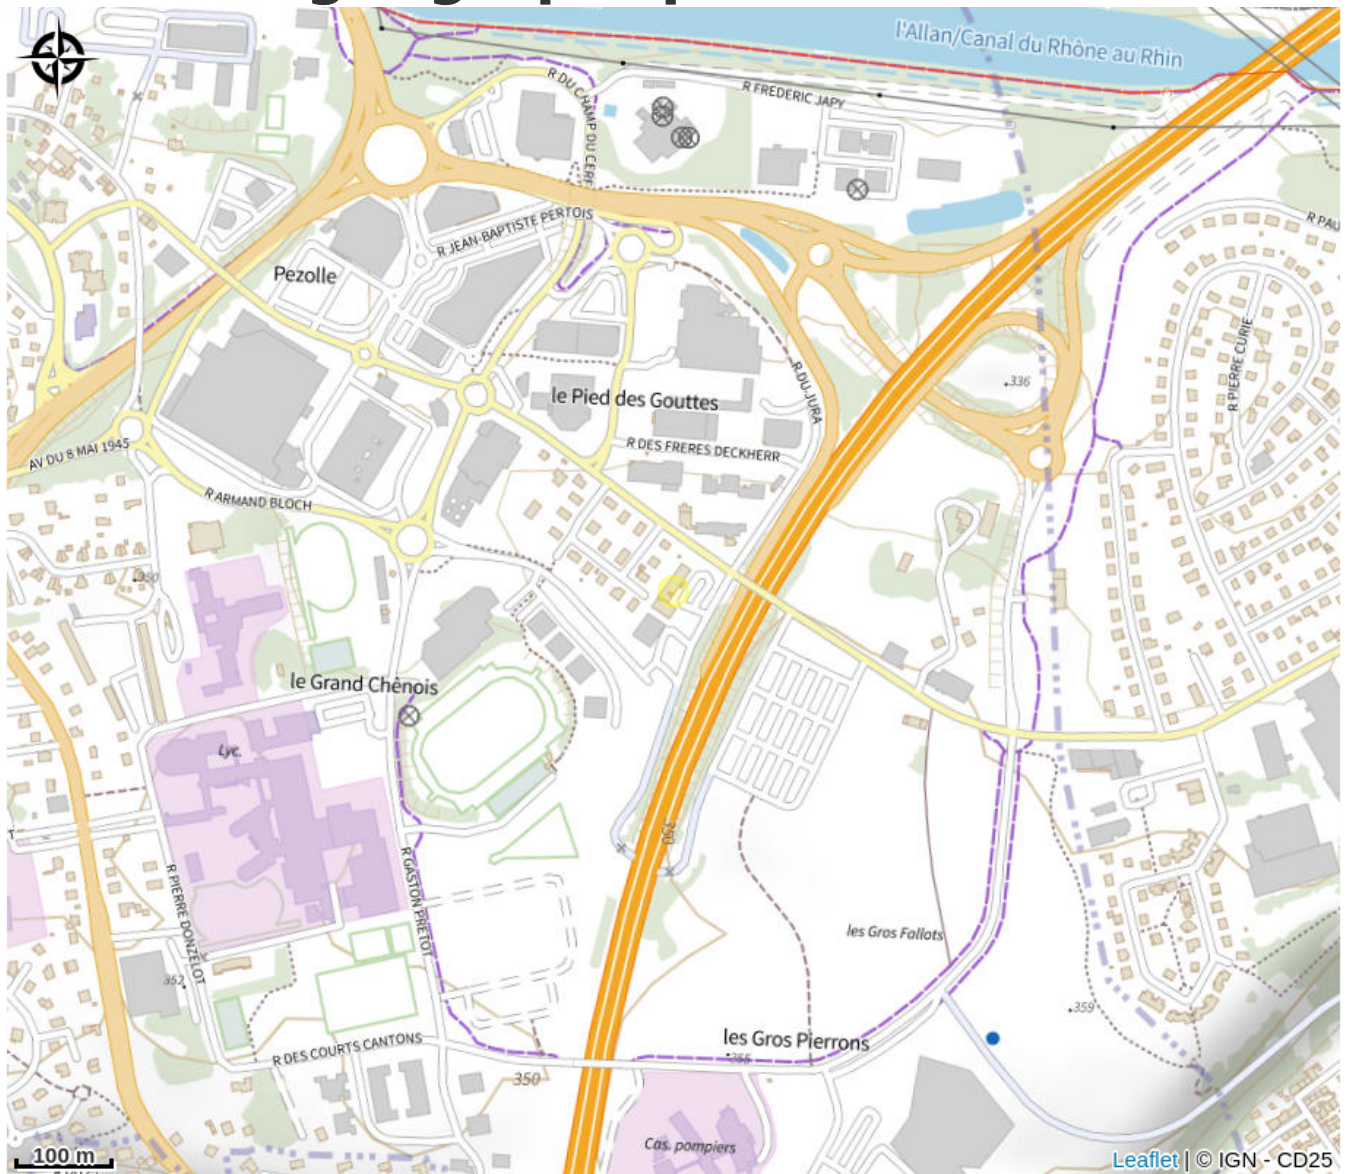 l'Allan/Canal du Rhône au Rhin
R DU CHAMP DU CERF
R FREDERIC JAPY
R JEAN-BAPTISTE PERTOIS
R PAU
Pezolle
R PIERRE CURIE
336
R DU JURA
le Pied des Gouttes
AV DU 8 MAI 1945
R DES FRERES DECKHERR
R ARMAND BLOCH
350
le Grand Chênois
Lyc.
350
T
R PIERRE DONZELOT
R GASTON PRETOT
les Gros Fallots
352
359
les Gros Pierrons
R DES COURTS CANTONS
350
Cas. pompiers
100 m
Leaflet | © IGN - CD25